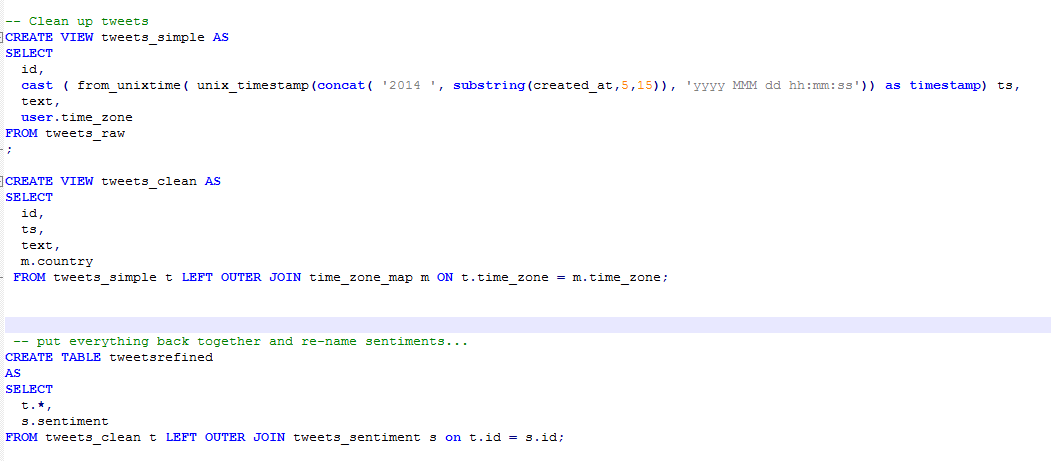 -- Clean up tweets
CREATE VIEW tweets_simple AS
SELECT
  id,
  cast ( from_unixtime( unix_timestamp(concat( '2014 ', substring(created_at,5,15)), 'yyyy MMM dd hh:mm:ss')) as timestamp) ts,
  text,
  user.time_zone
FROM tweets_raw
;
CREATE VIEW tweets_clean AS
SELECT
  id,
  ts,
  text,
  m.country
 FROM tweets_simple t LEFT OUTER JOIN time_zone_map m ON t.time_zone = m.time_zone;
 -- put everything back together and re-name sentiments...
CREATE TABLE tweetsrefined
AS
SELECT
  t.*,
  s.sentiment
FROM tweets_clean t LEFT OUTER JOIN tweets_sentiment s on t.id = s.id;